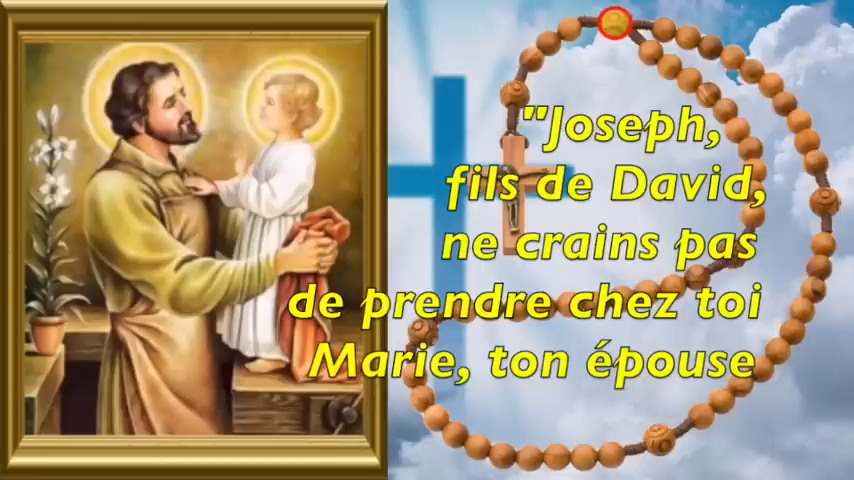 "Joseph,
fils de David,
ne crains pas
de prendre chez toi
Marie, ton épouse